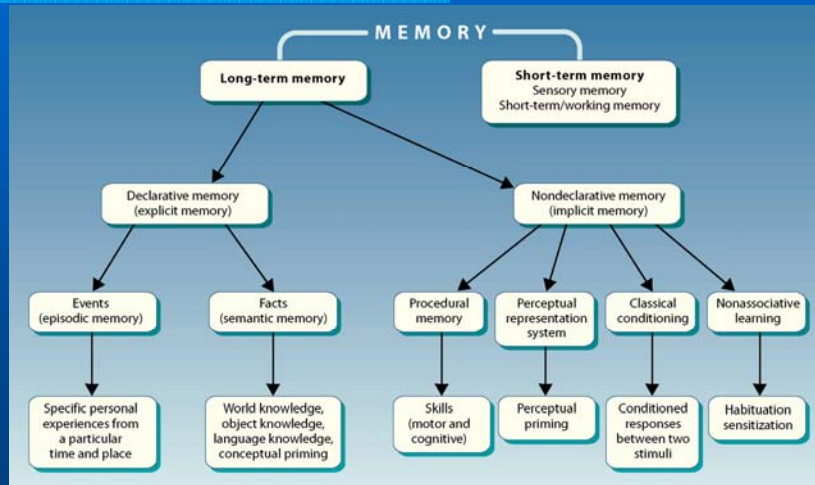 MEMORY
Long-term memory
Short-term memory
Sensory memory
Short-term/working memory
Declarative memory
(explicit memory)
Nondeclarative memory
(implicit memory)
Events
(episodic memory)
Facts
(semantic memory)
Procedural
memory
Perceptual
representation
system
Classical
conditioning
Nonassociative
learning
Specific personal
experiences from
a particular
time and place
World knowledge,
object knowledge,
language knowledge,
conceptual priming
Skills
(motor and
cognitive)
Perceptual
priming
Conditioned
responses
between two
stimuli
Habituation
sensitization